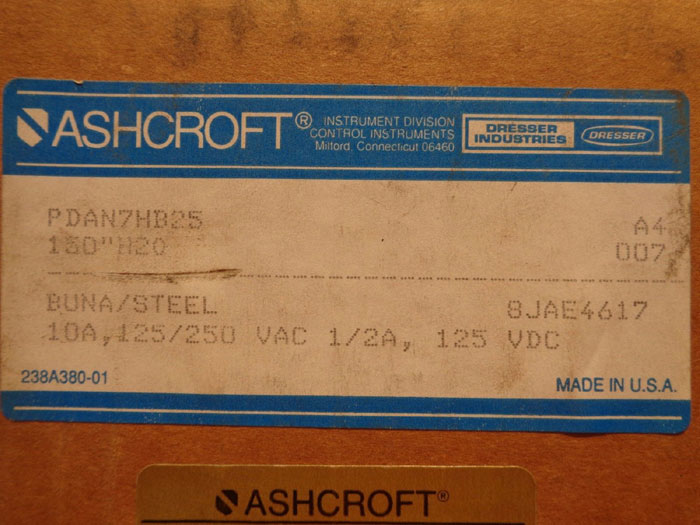 ASHCROFT®
INSTRUMENT DIVISION
CONTROL INSTRUMENTS
Milford, Connecticut 06460
DRESSER
INDUSTRIES
DRESSER
PDAN7HB25
A4
H20
007
BUNA/STEEL
8JAE4617
10A,125/250 VAC 1/2A, 125 VDC
238A380-01
MADE IN U.S.A.
ASHCROFT®